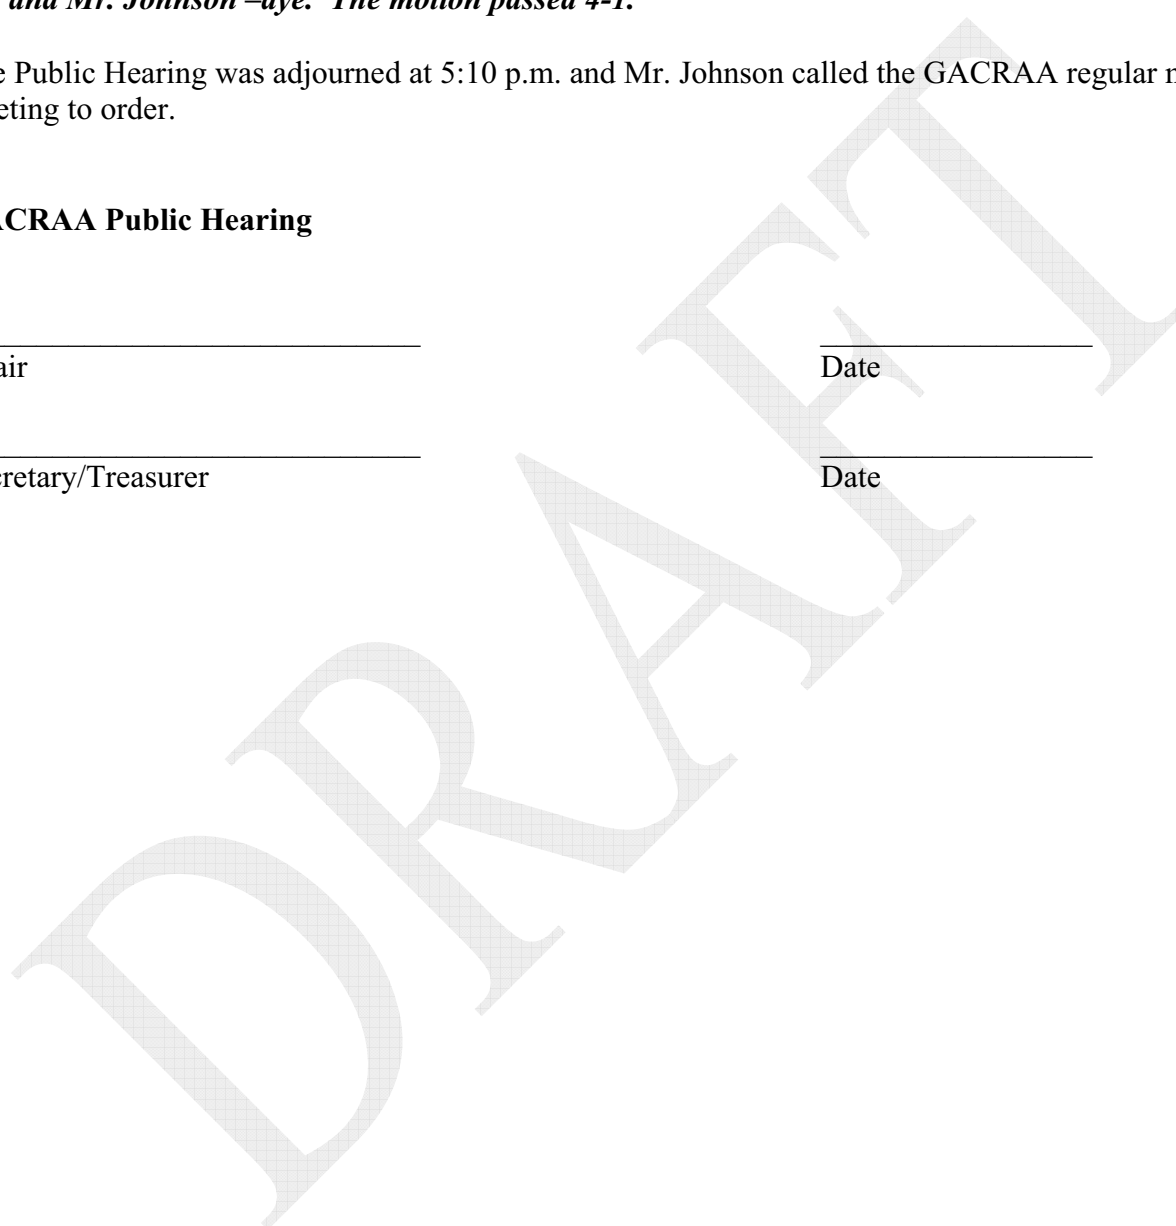 and Mr. Johnson –aye. The motion passed 4-1.
e Public Hearing was adjourned at 5:10 p.m. and Mr. Johnson called the GACRAA regular m
eting to order.
ACRAA Public Hearing
air Date
cretary/Treasurer Date
DRAFT